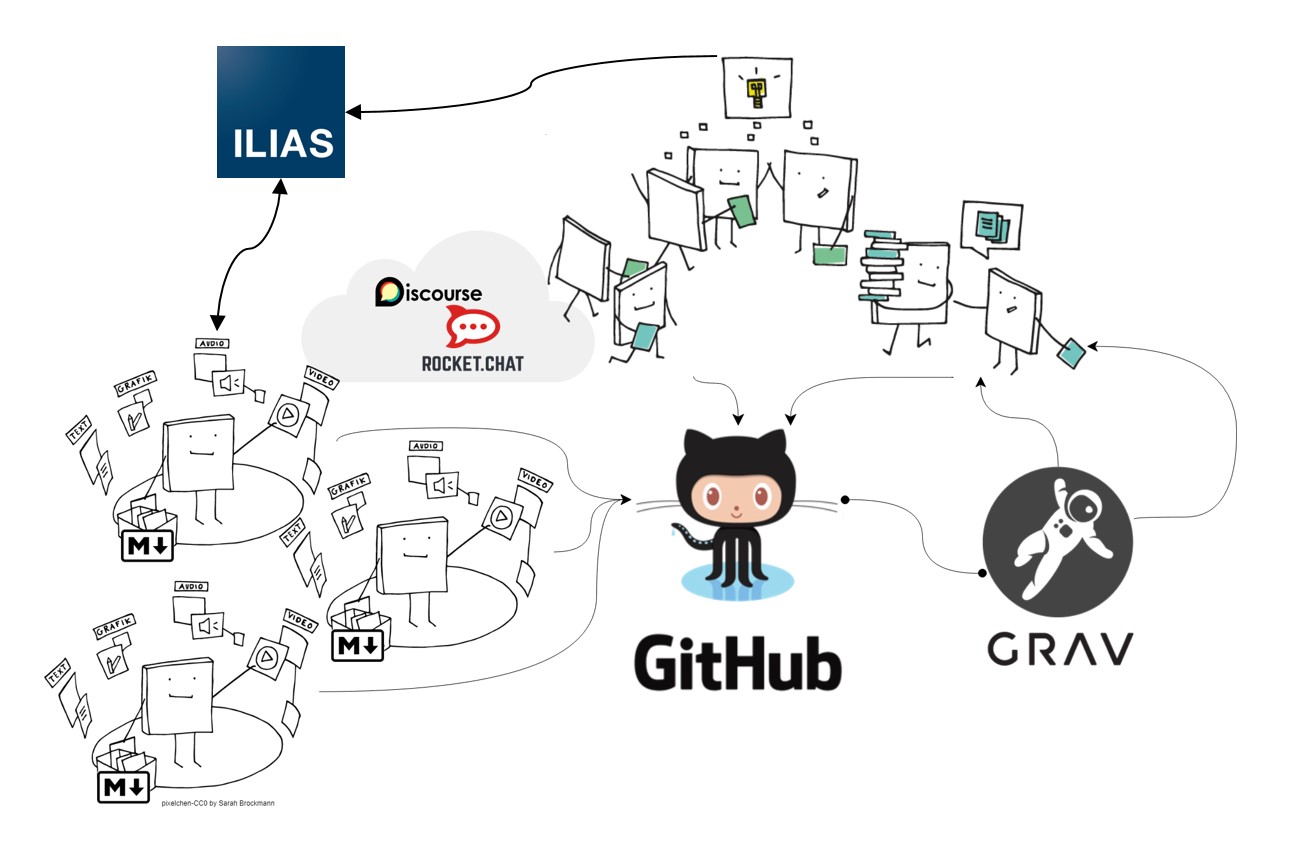 ILIAS
Discourse
ROCKET.CHAT
AUDIO
GRAFIK
VIDEO
TEXT
M
AUDIO
GRAFIK
VIDEO
TEXT
M
AUDIO
GRAFIK
VIDEO
TEXT
M
GitHub
GRAV
pixelchen-CC0 by Sarah Brockmann